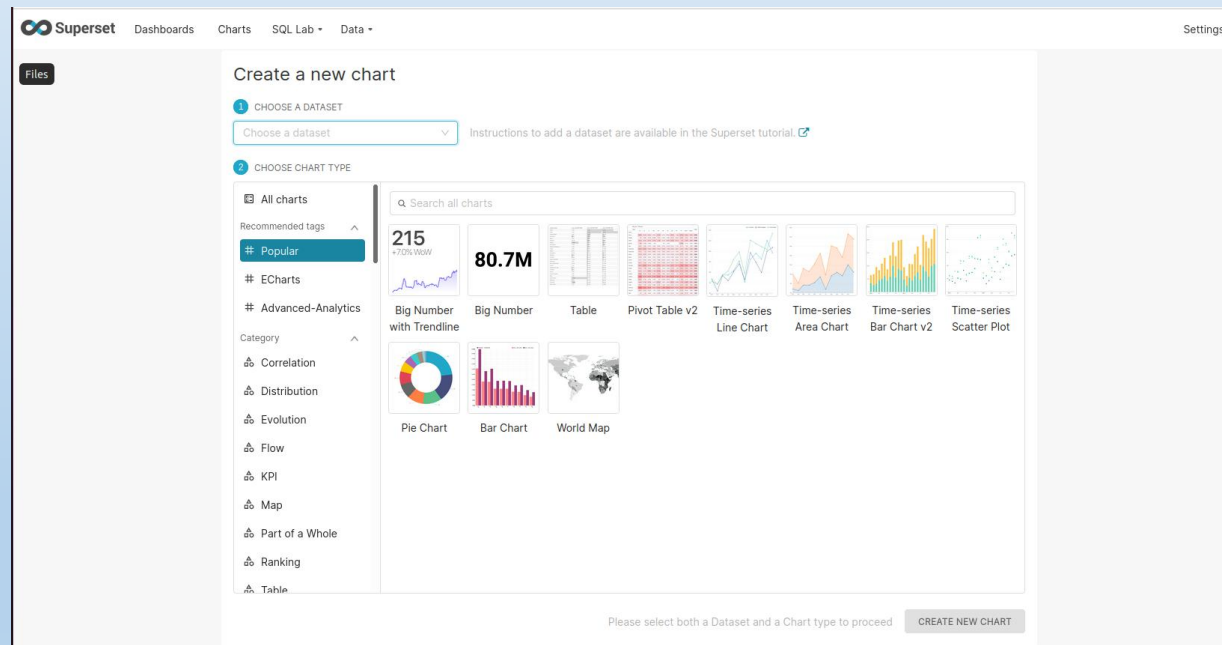 Superset Dashboards Charts SQL Lab Data Settings
Files
Create a new chart
1 CHOOSE A DATASET
Choose a dataset Instructions to add a dataset are available in the Superset tutorial.
2 CHOOSE CHART TYPE
All charts
Recommended tags
# Popular
# ECharts
# Advanced-Analytics
Category
Correlation
Distribution
Evolution
Flow
KPI
Map
Part of a Whole
Ranking
Table
Search all charts
215
+7.0% WoW
80.7M
Big Number with Trendline
Big Number
Table
Pivot Table v2
Time-series Line Chart
Time-series Area Chart
Time-series Bar Chart v2
Time-series Scatter Plot
Pie Chart
Bar Chart
World Map
Please select both a Dataset and a Chart type to proceed CREATE NEW CHART